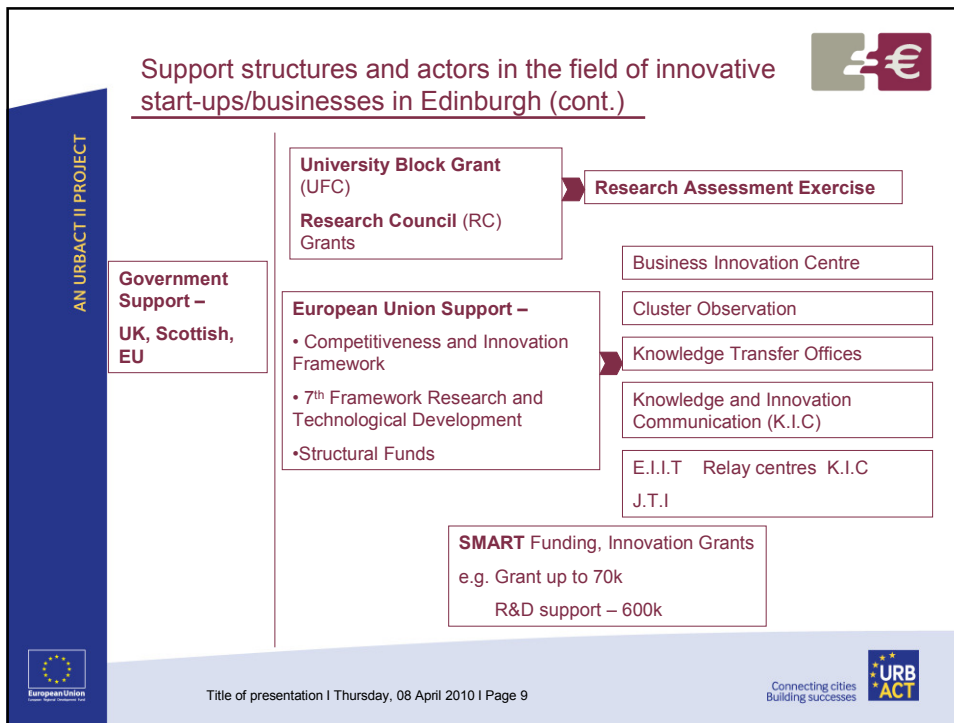 Support structures and actors in the field of innovative
start-ups/businesses in Edinburgh (cont.)
€
AN URBACT II PROJECT
Government
Support –
UK, Scottish,
EU
University Block Grant
(UFC)
Research Council (RC)
Grants
Research Assessment Exercise
European Union Support –
• Competitiveness and Innovation
Framework
• 7th Framework Research and
Technological Development
•Structural Funds
Business Innovation Centre
Cluster Observation
Knowledge Transfer Offices
Knowledge and Innovation
Communication (K.I.C)
E.I.I.T Relay centres K.I.C
J.T.I
SMART Funding, Innovation Grants
e.g. Grant up to 70k
R&D support – 600k
European Union
European Regional Development Fund
Title of presentation I Thursday, 08 April 2010 I Page 9
Connecting cities
Building successes
URB
ACT